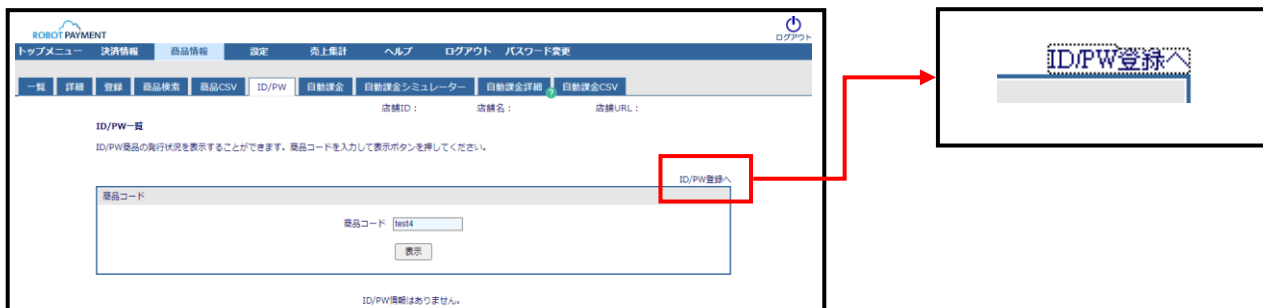 ROBOT PAYMENT
ログアウト
トップメニュー 決済情報 商品情報 設定 売上集計 ヘルプ ログアウト パスワード変更
一覧 詳細 登録 商品検索 商品CSV ID/PW 自動課金 自動課金シミュレーター 自動課金詳細 ? 自動課金CSV
店舗ID： 店舗名： 店舗URL：
ID/PW一覧
ID/PW商品の発行状況を表示することができます。商品コードを入力して表示ボタンを押してください。
ID/PW登録へ
商品コード
商品コード test4
表示
ID/PW情報はありません。
ID/PW登録へ